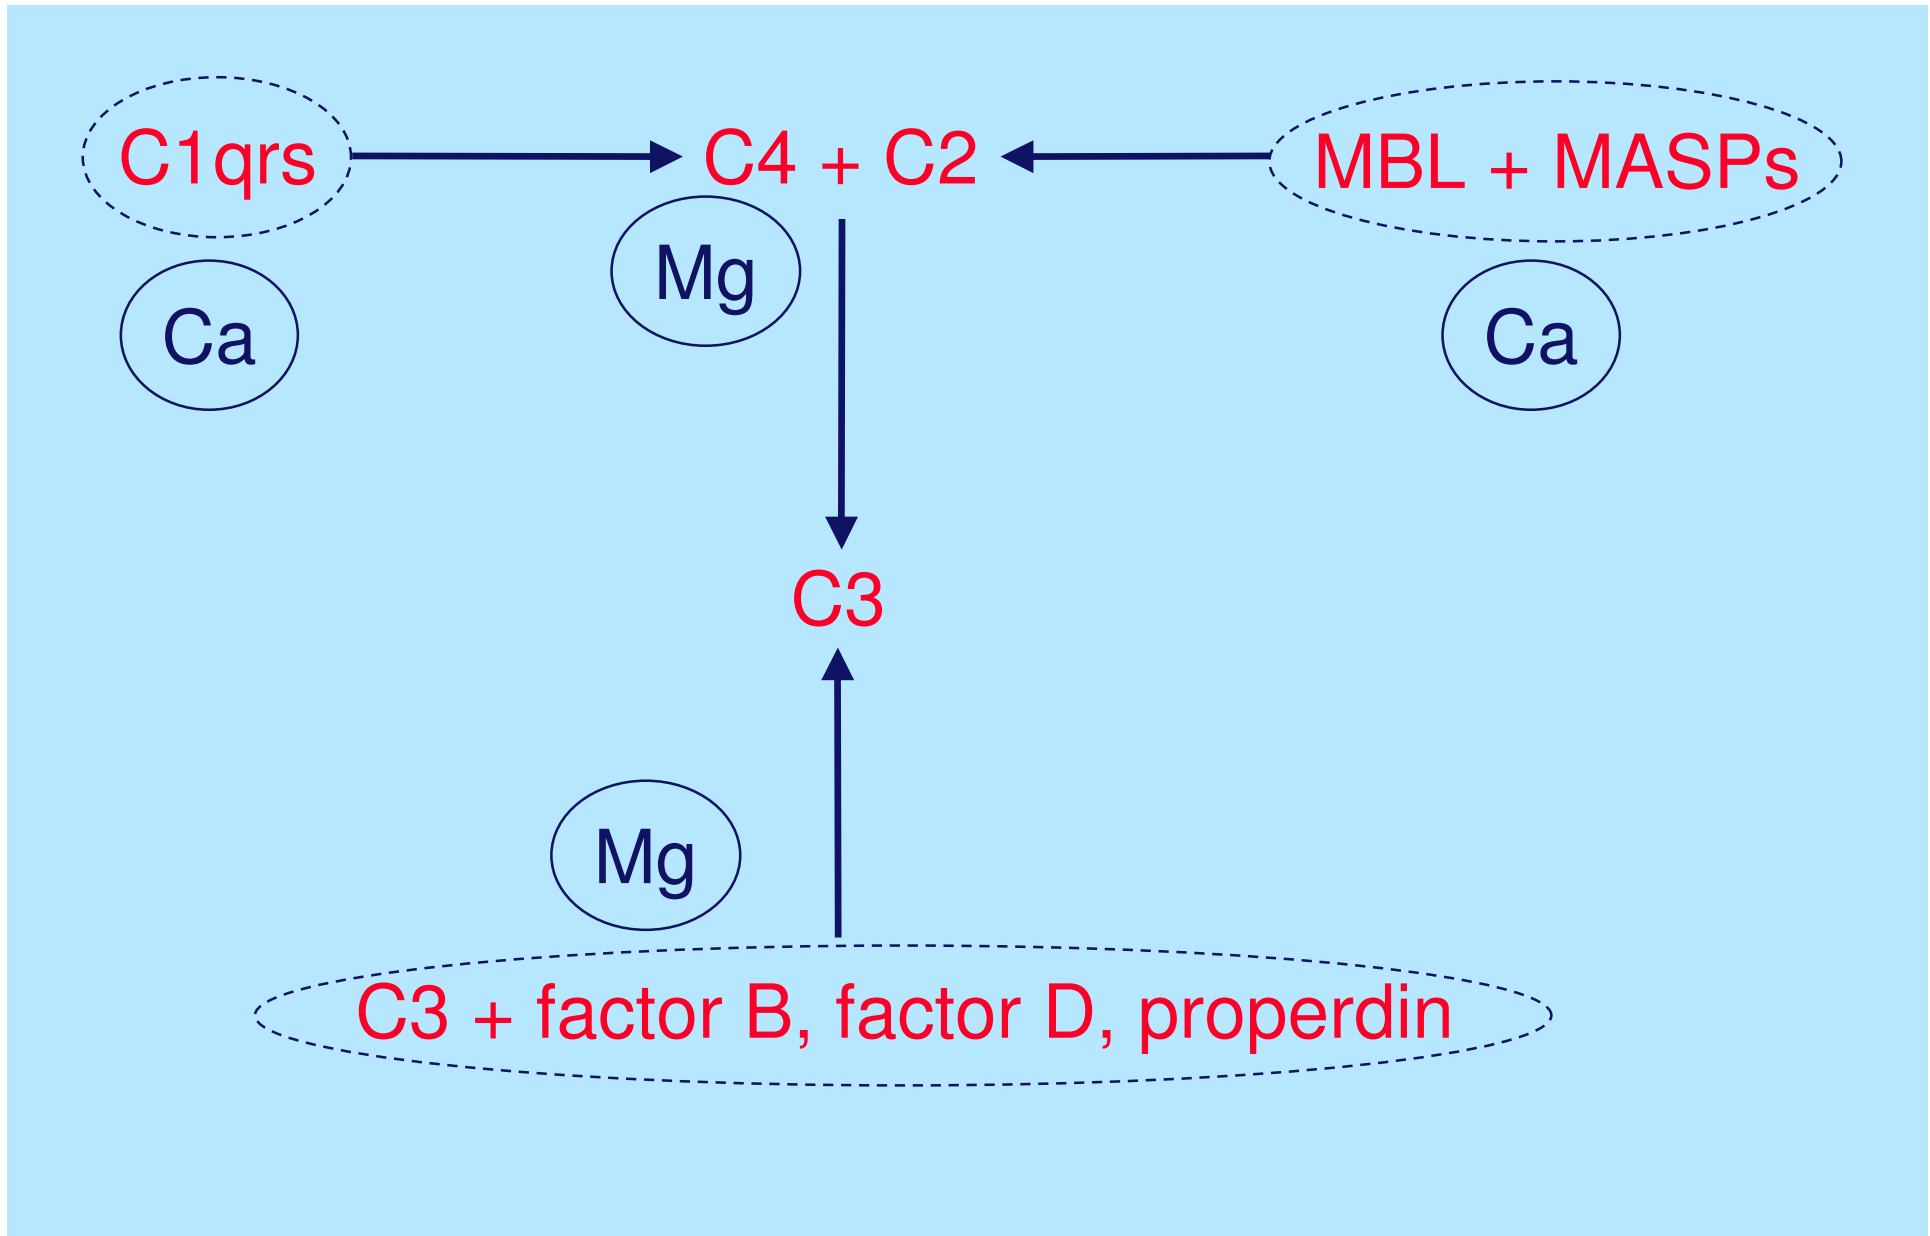 C1qrs
C4 + C2
MBL + MASPs
Mg
Ca
Ca
C3
Mg
C3 + factor B, factor D, properdin